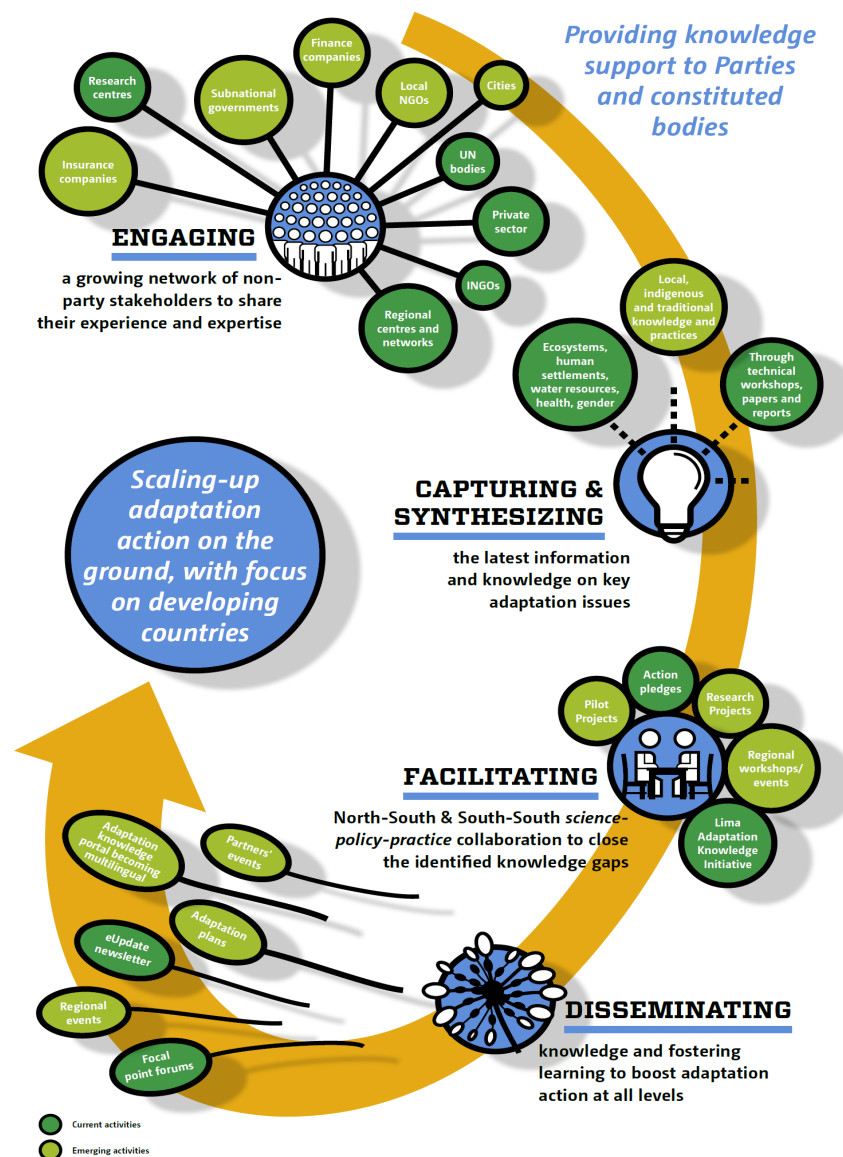 Providing knowledge
support to Parties
and constituted
bodies
Finance
companies
Research
centres
Subnational
governments
Local
NGOs
Cities
Insurance
companies
UN
bodies
Private
sector
INGOs
Regional
centres and
networks
ENGAGING
a growing network of non-
party stakeholders to share
their experience and expertise
Local,
indigenous
and traditional
knowledge and
practices
Ecosystems,
human
settlements,
water resources,
health, gender
Through
technical
workshops,
papers and
reports
CAPTURING &
SYNTHESIZING
the latest information
and knowledge on key
adaptation issues
Scaling-up
adaptation
action on the
ground, with focus
on developing
countries
Action
pledges
Pilot
Projects
Research
Projects
Regional
workshops/
events
Lima
Adaptation
Knowledge
Initiative
FACILITATING
North-South & South-South science-
policy-practice collaboration to close
the identified knowledge gaps
Adaptation
knowledge
portal becoming
multilingual
Partners'
events
Adaptation
plans
eUpdate
newsletter
Regional
events
Focal
point forums
DISSEMINATING
knowledge and fostering
learning to boost adaptation
action at all levels
Current activities
Emerging activities